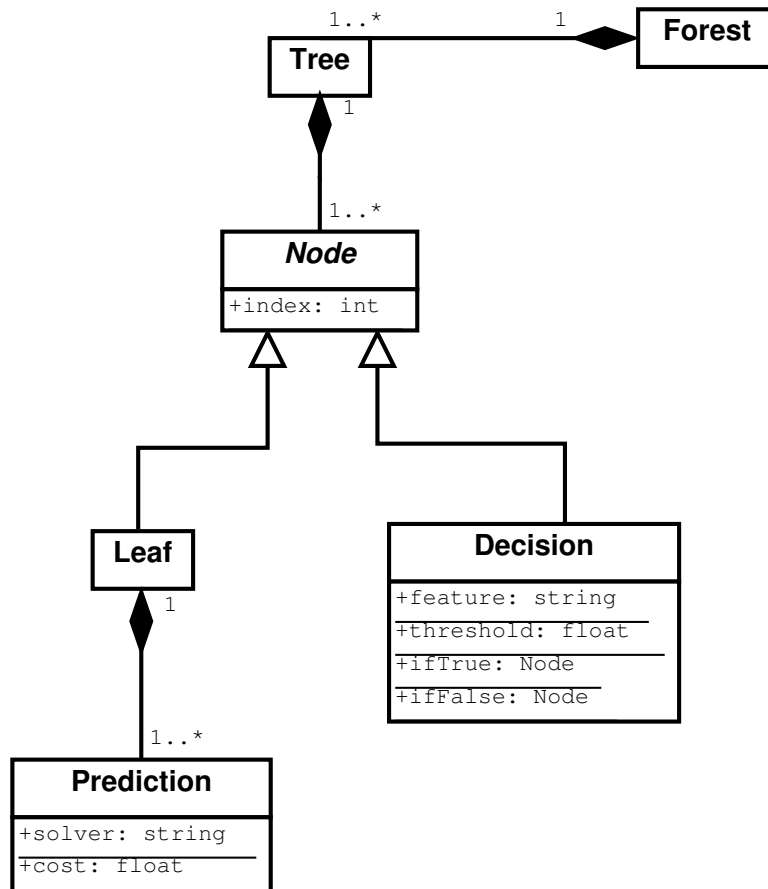 1..*
1
Forest
Tree
1
1..*
Node
+index: int
Leaf
1
Decision
+feature: string
+threshold: float
+ifTrue: Node
+ifFalse: Node
1..*
Prediction
+solver: string
+cost: float